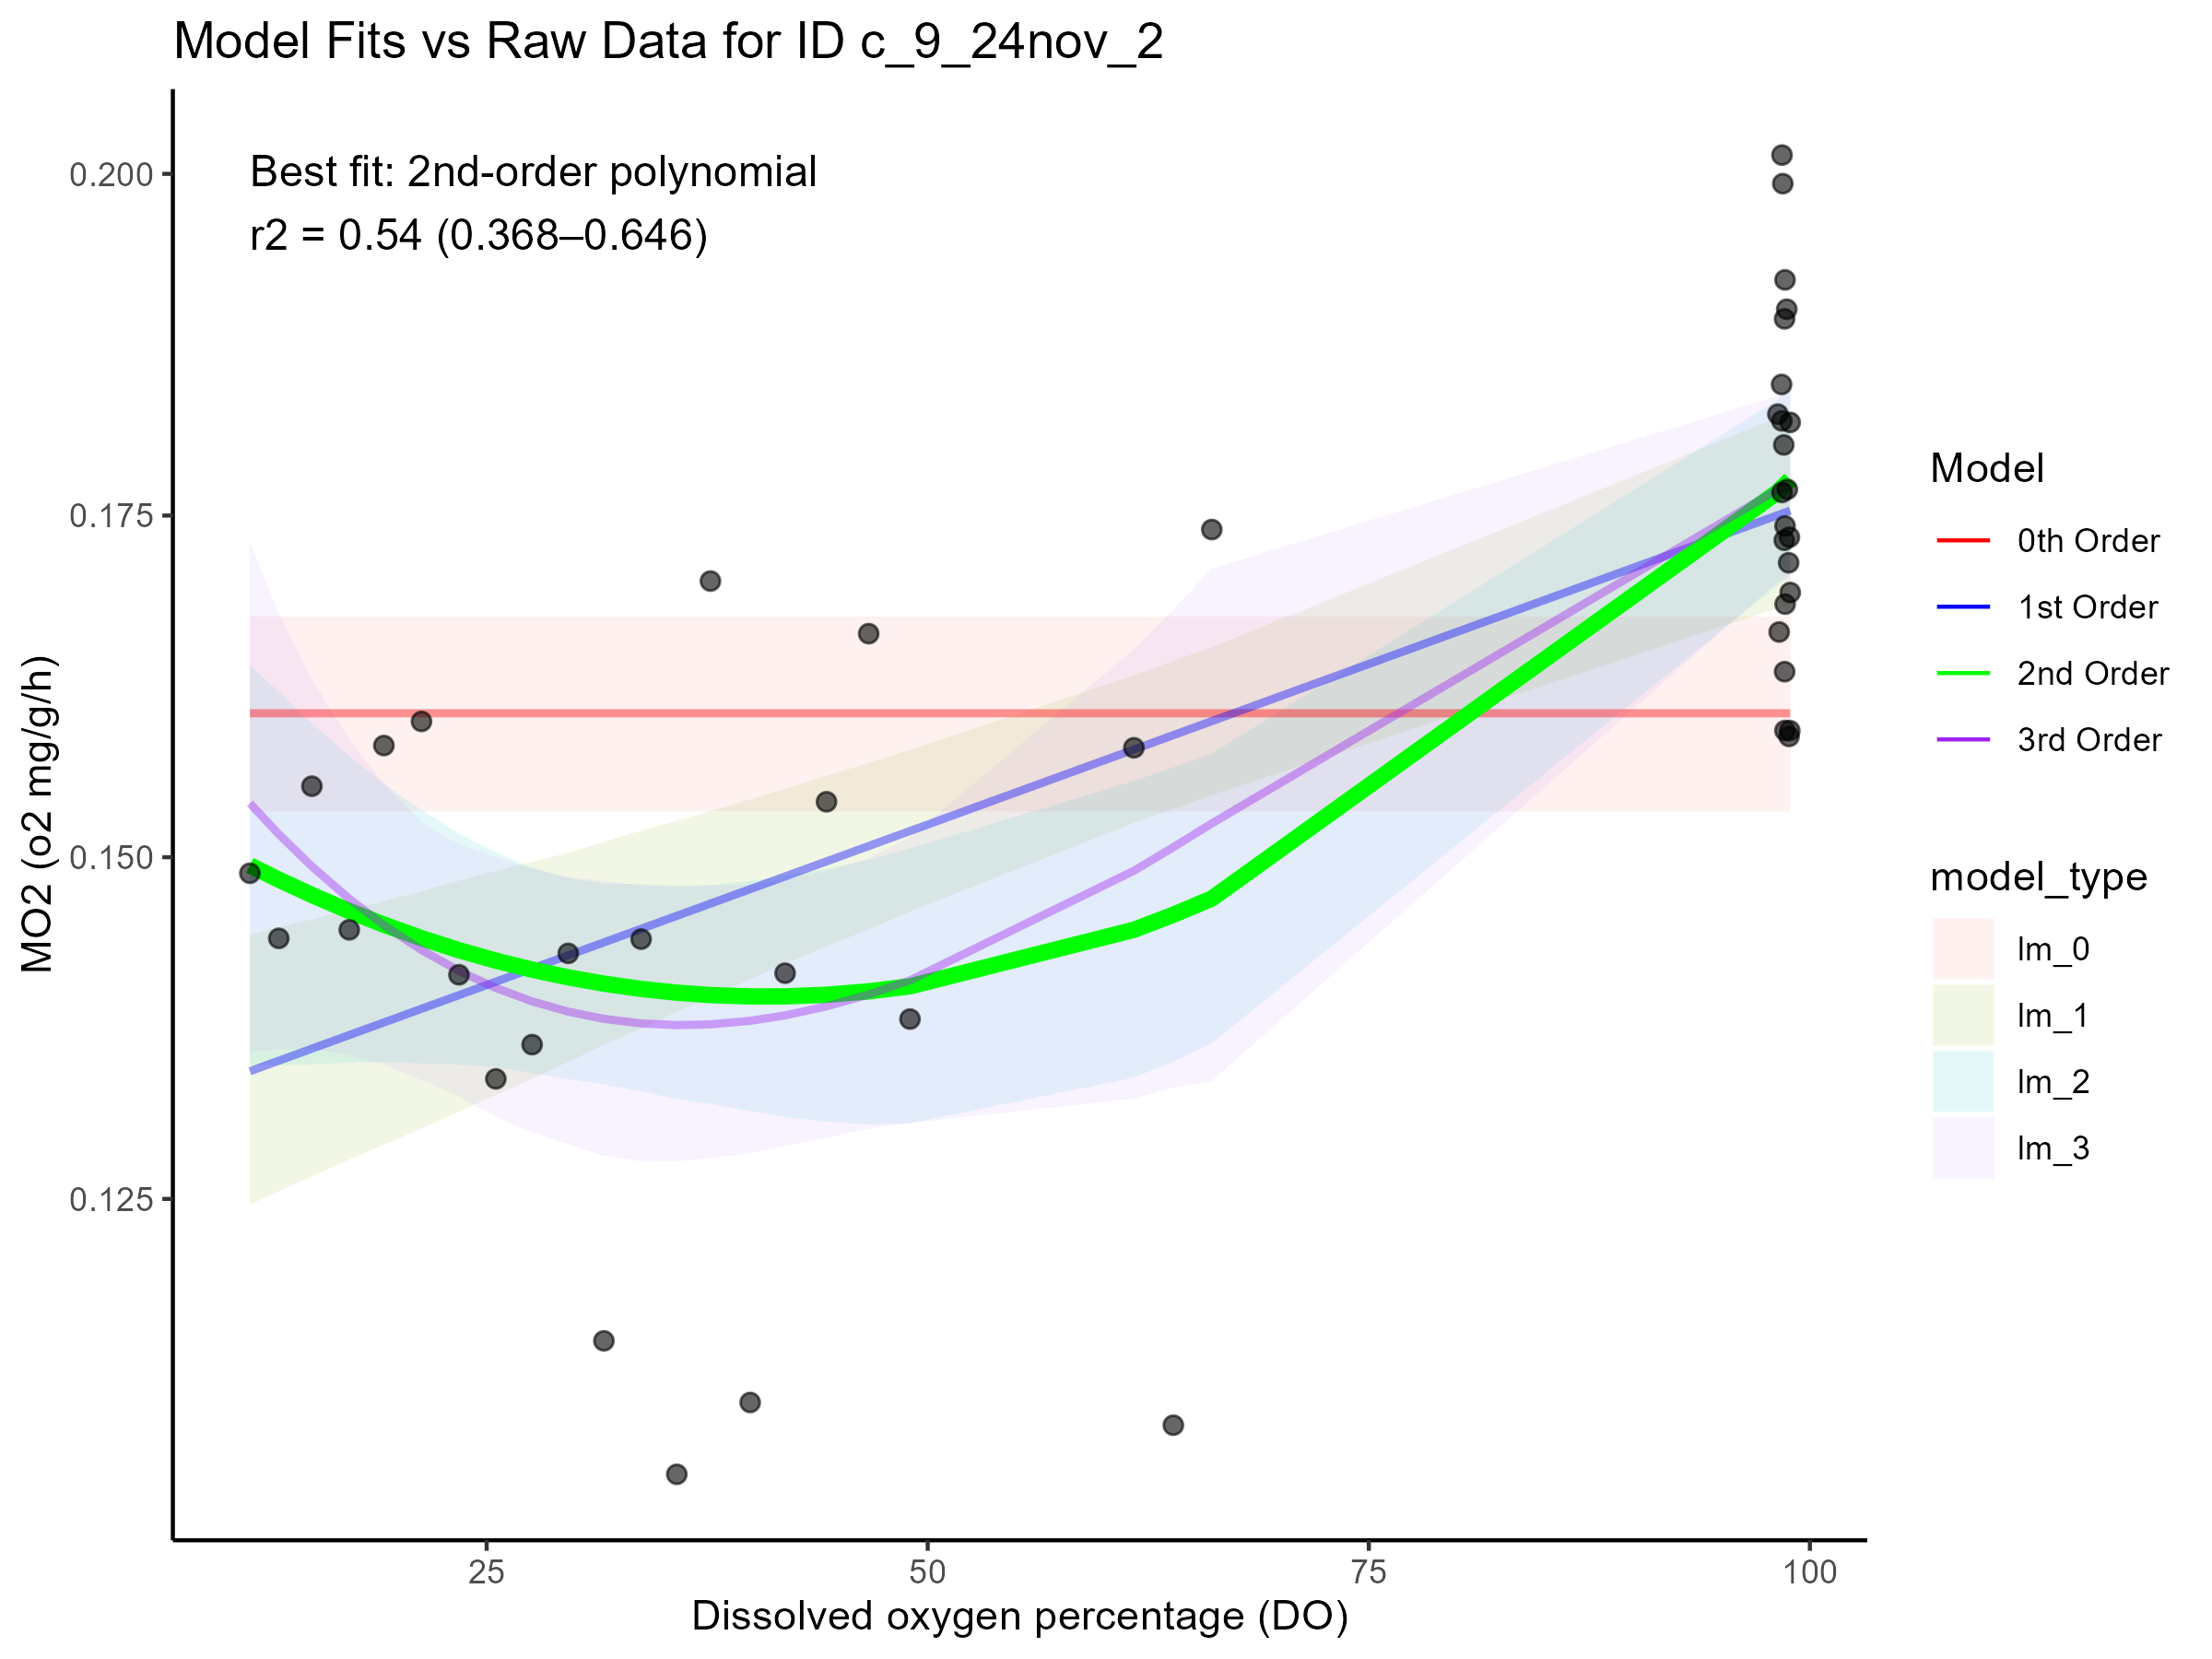 Model Fits vs Raw Data for ID c_9_24nov_2
Best fit: 2nd-order polynomial
r2 = 0.54 (0.368–0.646)
MO2 (o2 mg/g/h)
0.200
0.175
0.150
0.125
25
50
75
100
Dissolved oxygen percentage (DO)
Model
0th Order
1st Order
2nd Order
3rd Order
model_type
lm_0
lm_1
lm_2
lm_3